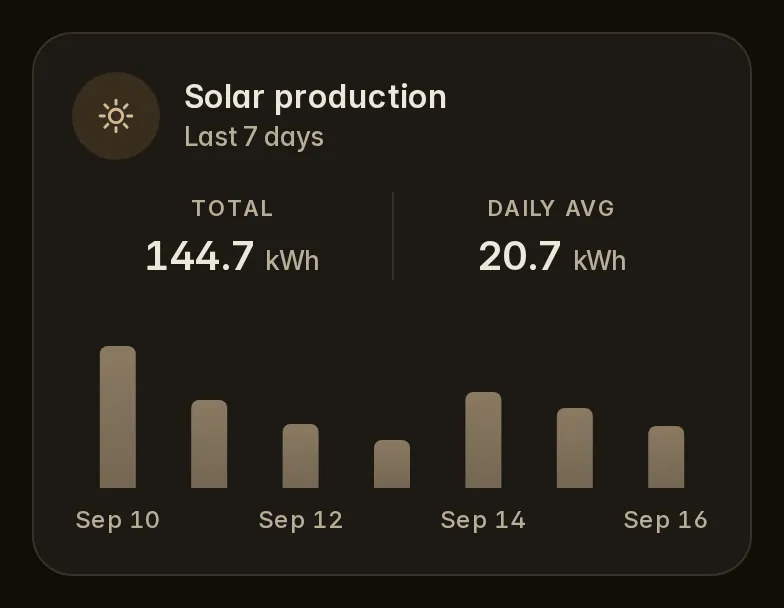 Solar production
Last 7 days
TOTAL
144.7 kWh
DAILY AVG
20.7 kWh
Sep 10
Sep 12
Sep 14
Sep 16